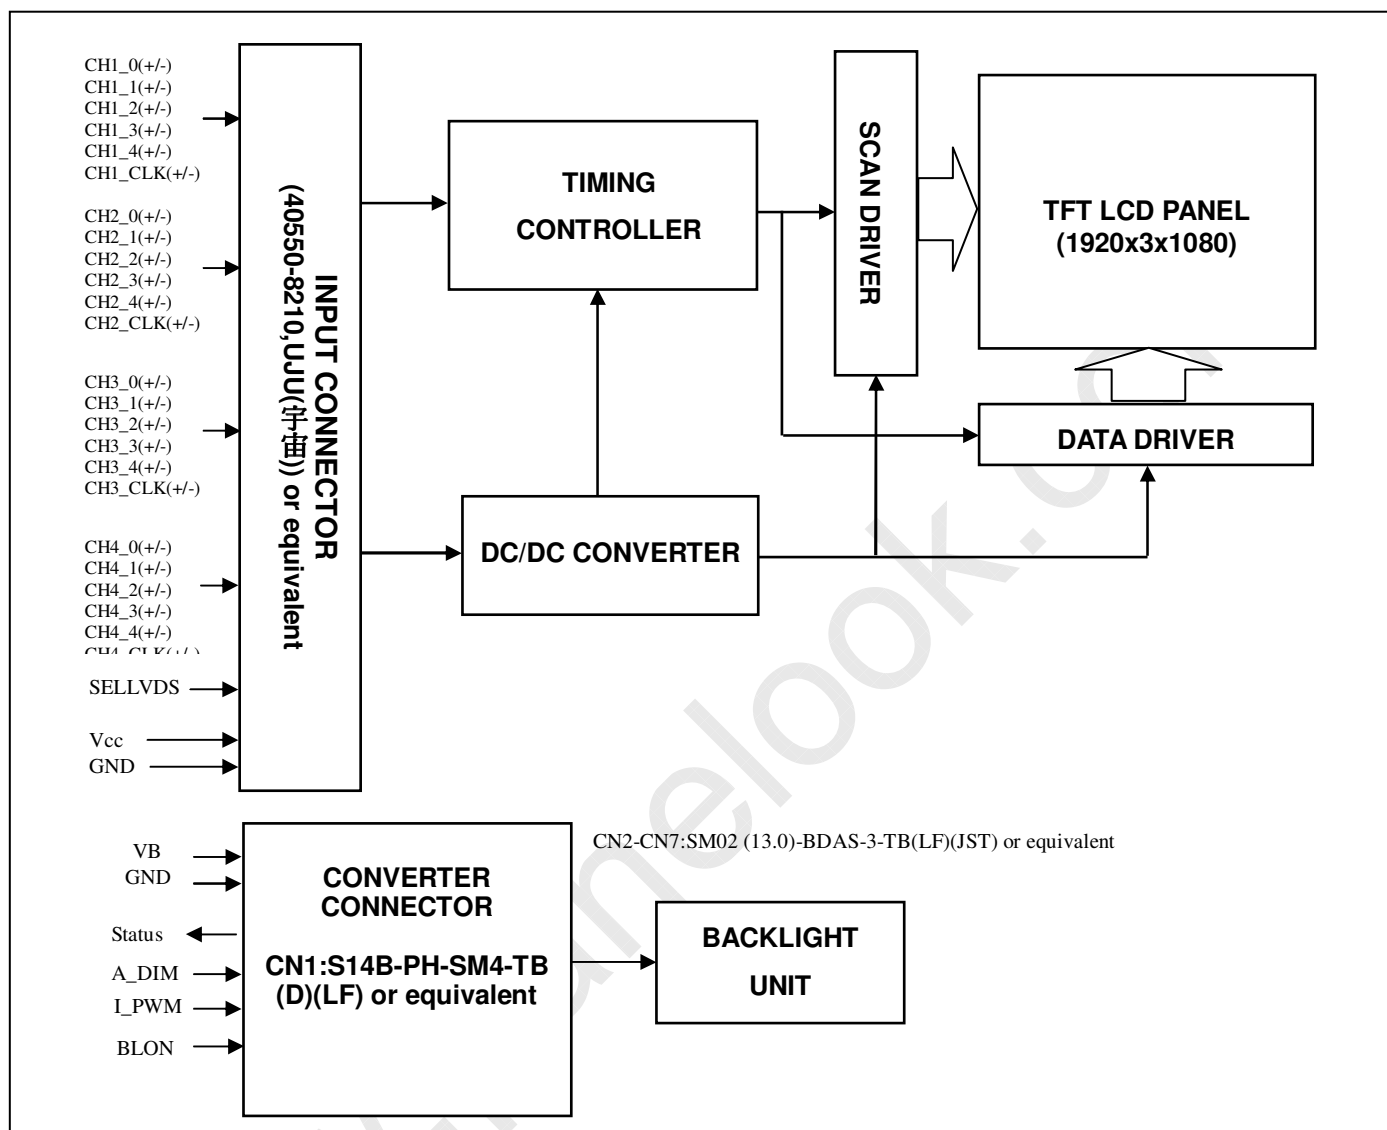 CH1_0(+/-)
CH1_1(+/-)
CH1_2(+/-)
CH1_3(+/-)
CH1_4(+/-)
CH1_CLK(+/-)
CH2_0(+/-)
CH2_1(+/-)
CH2_2(+/-)
CH2_3(+/-)
CH2_4(+/-)
CH2_CLK(+/-)
CH3_0(+/-)
CH3_1(+/-)
CH3_2(+/-)
CH3_3(+/-)
CH3_4(+/-)
CH3_CLK(+/-)
CH4_0(+/-)
CH4_1(+/-)
CH4_2(+/-)
CH4_3(+/-)
CH4_4(+/-)
CH4_CLK(+/-)
SELLVDS
Vcc
GND
INPUT CONNECTOR
(40550-8210,UJU(宇宙)) or equivalent
TIMING
CONTROLLER
DC/DC CONVERTER
SCAN DRIVER
TFT LCD PANEL
(1920x3x1080)
DATA DRIVER
VB
GND
Status
A_DIM
I_PWM
BLON
CONVERTER
CONNECTOR
CN1:S14B-PH-SM4-TB
(D)(LF) or equivalent
CN2-CN7:SM02 (13.0)-BDAS-3-TB(LF)(JST) or equivalent
BACKLIGHT
UNIT